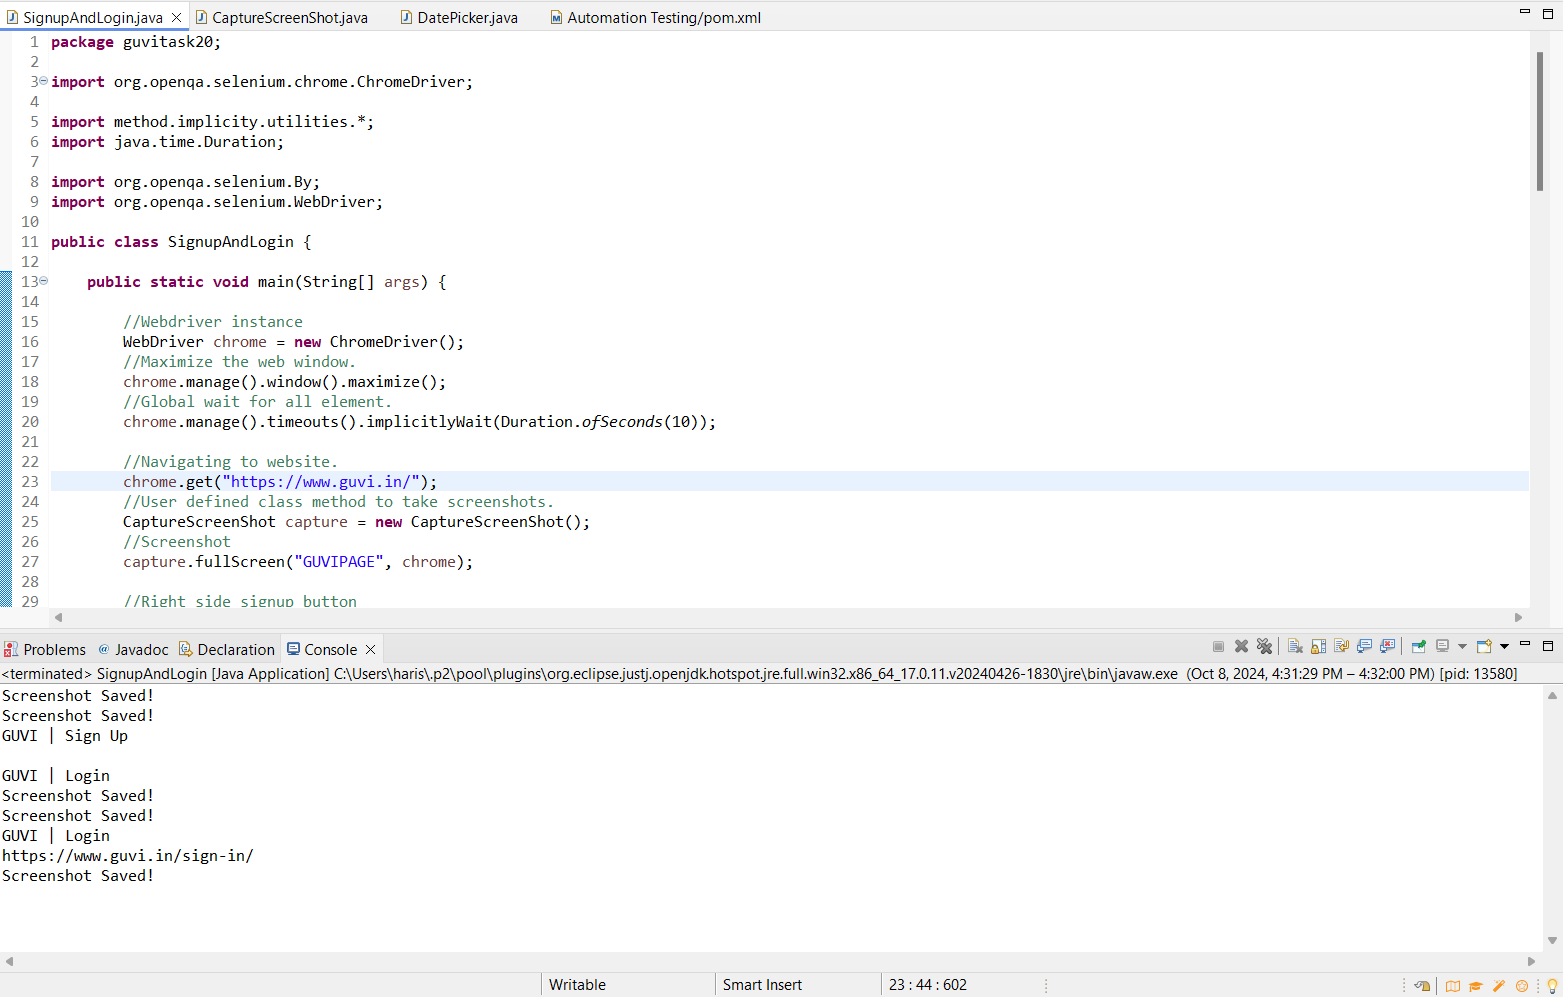 SignupAndLogin.java CaptureScreenShot.java DatePicker.java Automation Testing/pom.xml
1 package guvitask20;
2
3 import org.openqa.selenium.chrome.ChromeDriver;
4
5 import method.implicity.utilities.*;
6 import java.time.Duration;
7
8 import org.openqa.selenium.By;
9 import org.openqa.selenium.WebDriver;
10
11 public class SignupAndLogin {
12
13 public static void main(String[] args) {
14
15 //Webdriver instance
16 WebDriver chrome = new ChromeDriver();
17 //Maximize the web window.
18 chrome.manage().window().maximize();
19 //Global wait for all element.
20 chrome.manage().timeouts().implicitlyWait(Duration.ofSeconds(10));
21
22 //Navigating to website.
23 chrome.get("https://www.guvi.in/");
24 //User defined class method to take screenshots.
25 CaptureScreenShot capture = new CaptureScreenShot();
26 //Screenshot
27 capture.fullScreen("GUVIPAGE", chrome);
28
29 //Right side signup button
Problems Javadoc Declaration Console
<terminated> SignupAndLogin [Java Application] C:\Users\haris\.p2\pool\plugins\org.eclipse.justj.openjdk.hotspot.jre.full.win32.x86_64_17.0.11.v20240426-1830\jre\bin\javaw.exe (Oct 8, 2024, 4:31:29 PM – 4:32:00 PM) [pid: 13580]
Screenshot Saved!
Screenshot Saved!
GUVI | Sign Up
GUVI | Login
Screenshot Saved!
Screenshot Saved!
GUVI | Login
https://www.guvi.in/sign-in/
Screenshot Saved!
Writable Smart Insert 23 : 44 : 602